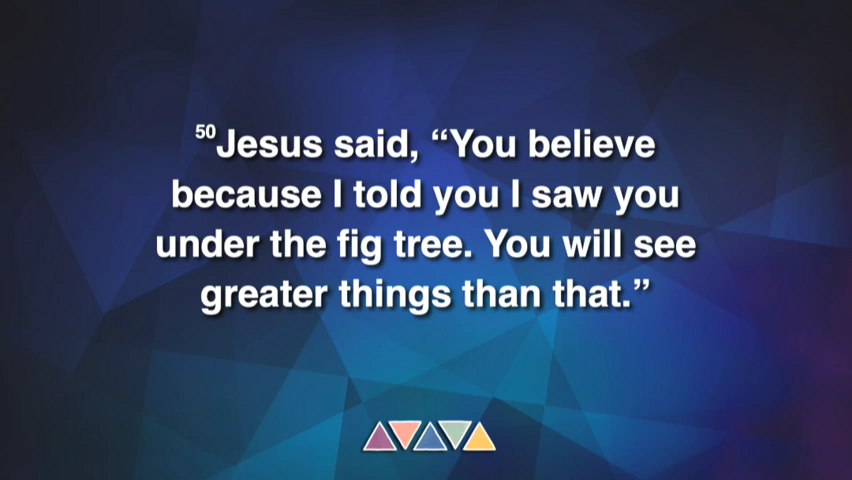 50Jesus said, “You believe
because I told you I saw you
under the fig tree. You will see
greater things than that.”